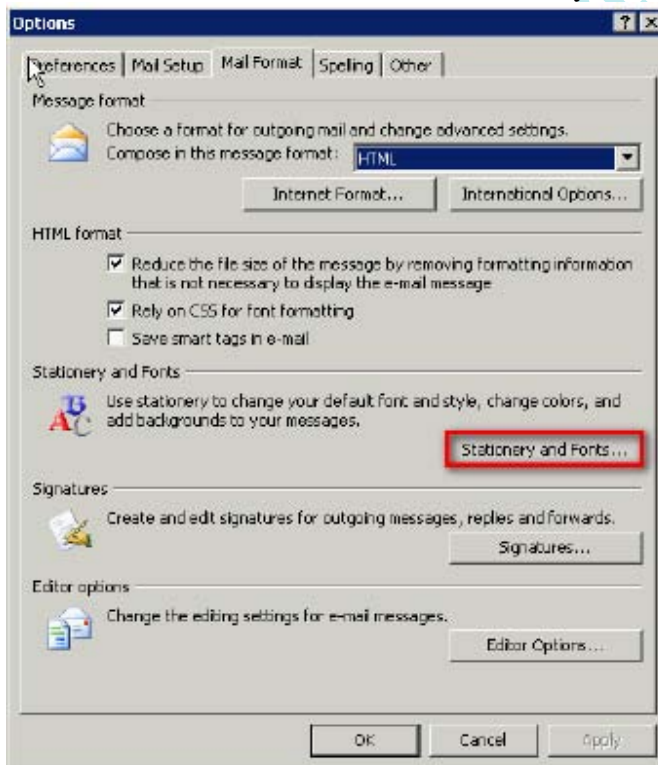 Options
Preferences Mail Setup Mail Format Spelling Other
Message format
Choose a format for outgoing mail and change advanced settings.
Compose in this message format: HTML
Internet Format... International Options...
HTML format
Reduce the file size of the message by removing formatting information
that is not necessary to display the e-mail message
Rely on CSS for font formatting
Save smart tags in e-mail
Stationery and Fonts
Use stationery to change your default font and style, change colors, and
add backgrounds to your messages.
Stationery and Fonts...
Signatures
Create and edit signatures for outgoing messages, replies and forwards.
Signatures...
Editor options
Change the editing settings for e-mail messages.
Editor Options...
OK Cancel Apply